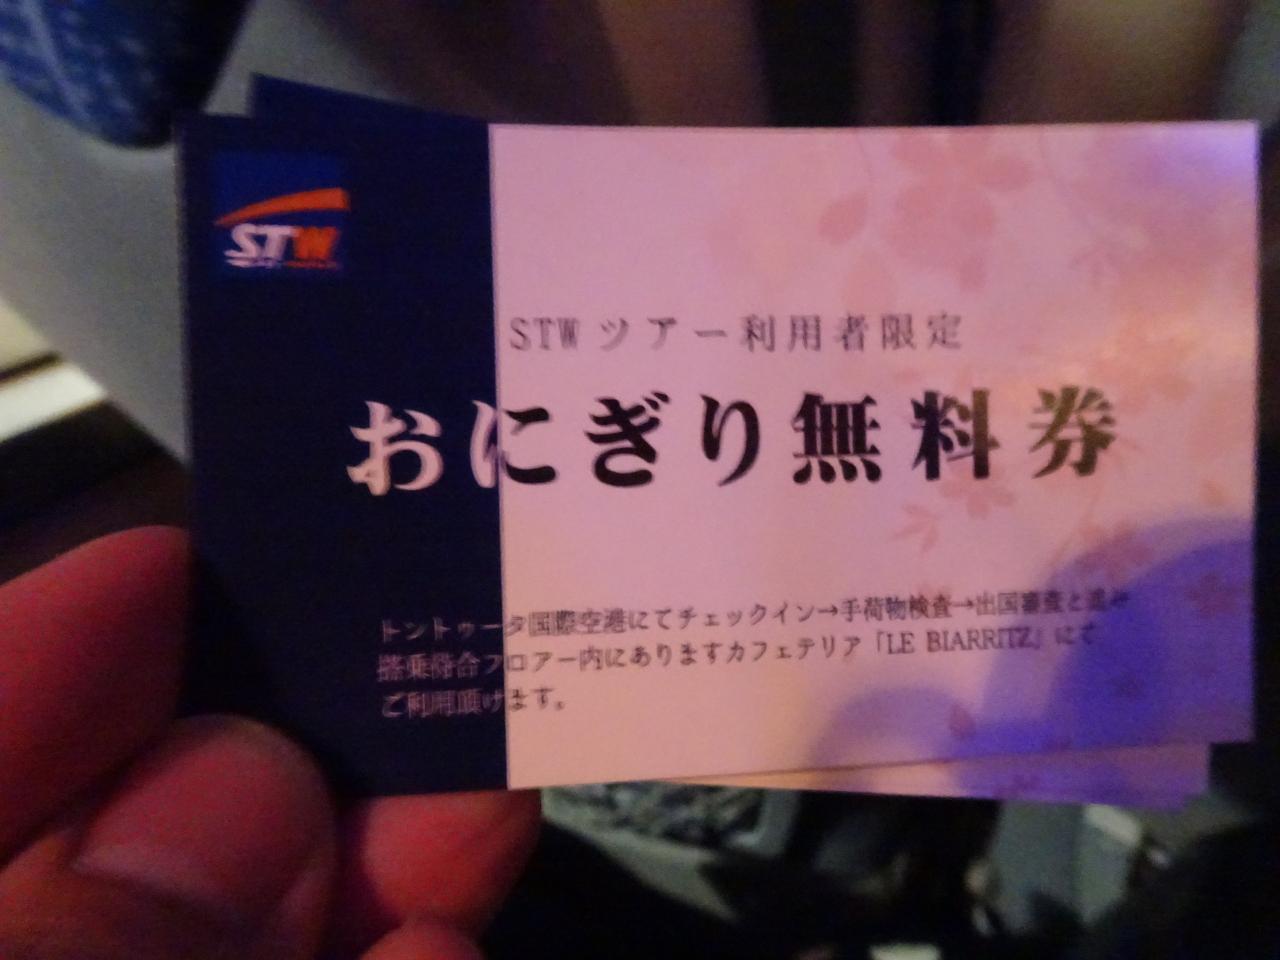 STW
STWツアー利用者限定
おにぎり無料券
トントゥータ国際空港にてチェックイン→手荷物検査→出国審査と進み
搭乗待合フロアー内にありますカフェテリア「LE BIARRITZ」にて
ご利用頂けます。